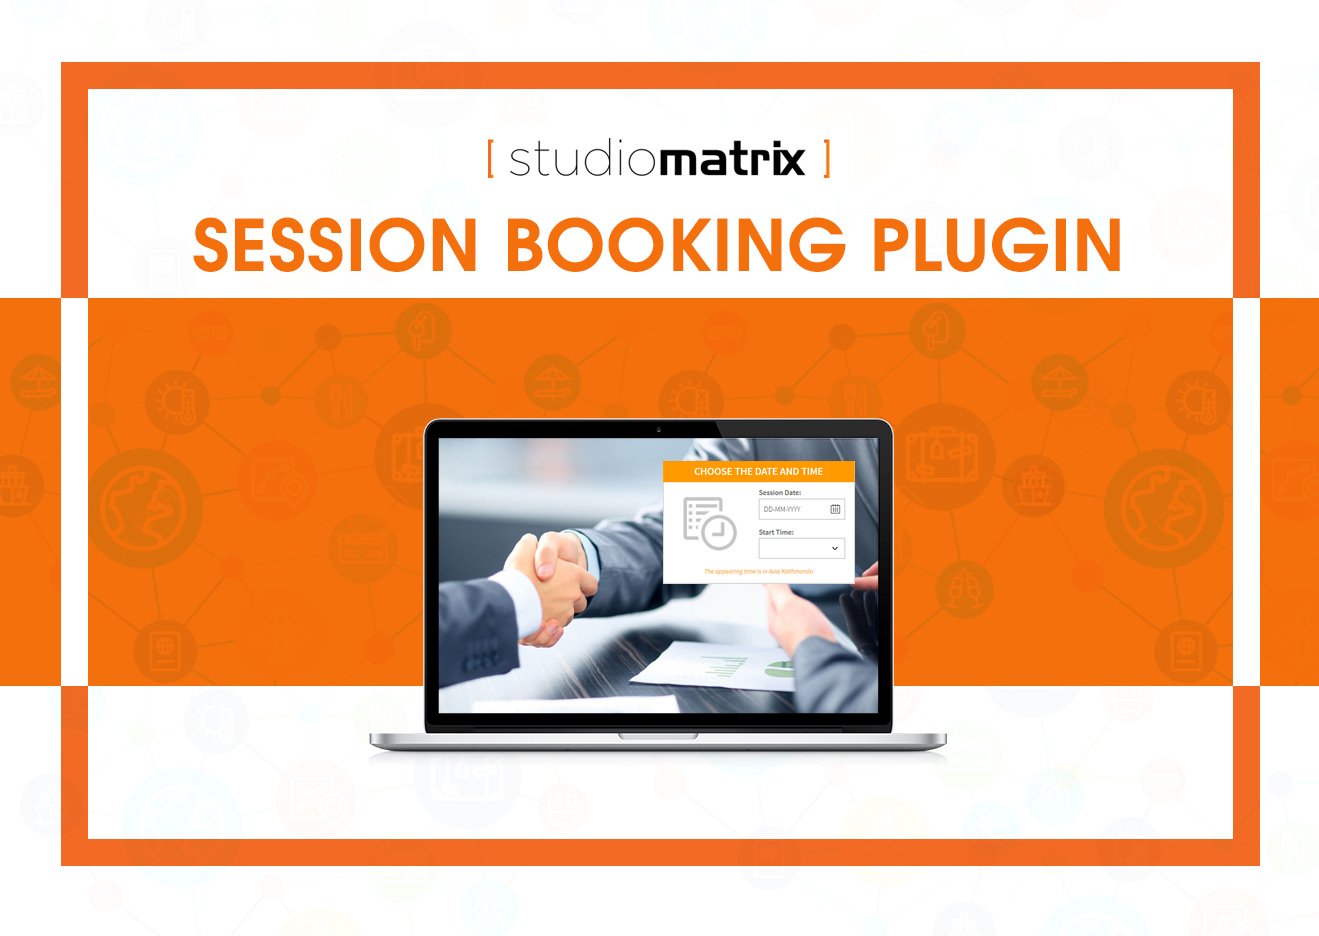 [ studiomatrix ]
SESSION BOOKING PLUGIN
CHOOSE THE DATE AND TIME
Session Date:
DD-MM-YYYY
Start Time:
The appearing time is in Asia/Kathmandu